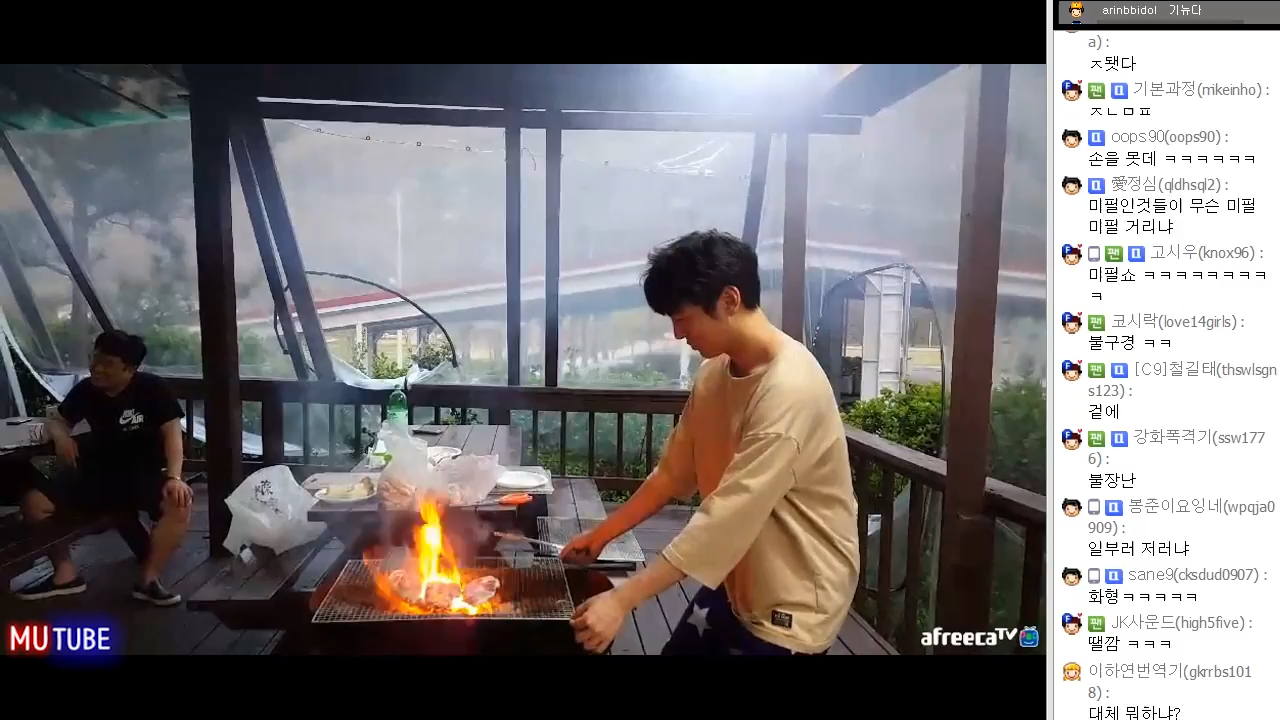 arinbbidol 기뉴다
a) :
ㅈ됏다
기본과정(mikeinho) :
ㅈㄴㅁㅍ
oops90(oops90) :
손을 못데 ㅋㅋㅋㅋㅋㅋ
愛정심(qldhsql2) :
미필인것들이 무슨 미필
미필 거리냐
고시우(knox96) :
미필쇼 ㅋㅋㅋㅋㅋㅋㅋㅋ
ㅋ
코시락(love14girls) :
불구경 ㅋㅋ
[C9]철길태(thswlsgn
s123) :
겉에
강화폭격기(ssw177
6) :
불장난
봉준이요잉네(wpqja0
909) :
일부러 저러냐
sane9(cksdud0907) :
화형ㅋㅋㅋㅋㅋ
JK사운드(high5five) :
땔깜 ㅋㅋㅋ
이하연번역기(gkrrbs101
8) :
대체 뭐하냐?
NIKE AIR
MUTUBE
afreecaTV